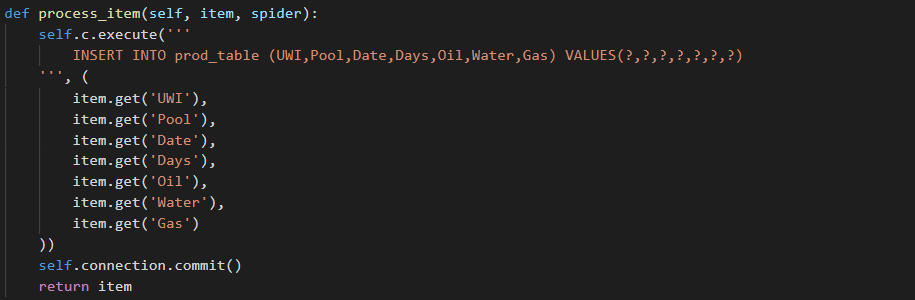 def process_item(self, item, spider):
    self.c.execute('''
        INSERT INTO prod_table (UWI,Pool,Date,Days,Oil,Water,Gas) VALUES(?,?,?,?,?,?,?)
    ''', (
        item.get('UWI'),
        item.get('Pool'),
        item.get('Date'),
        item.get('Days'),
        item.get('Oil'),
        item.get('Water'),
        item.get('Gas')
    ))
    self.connection.commit()
    return item